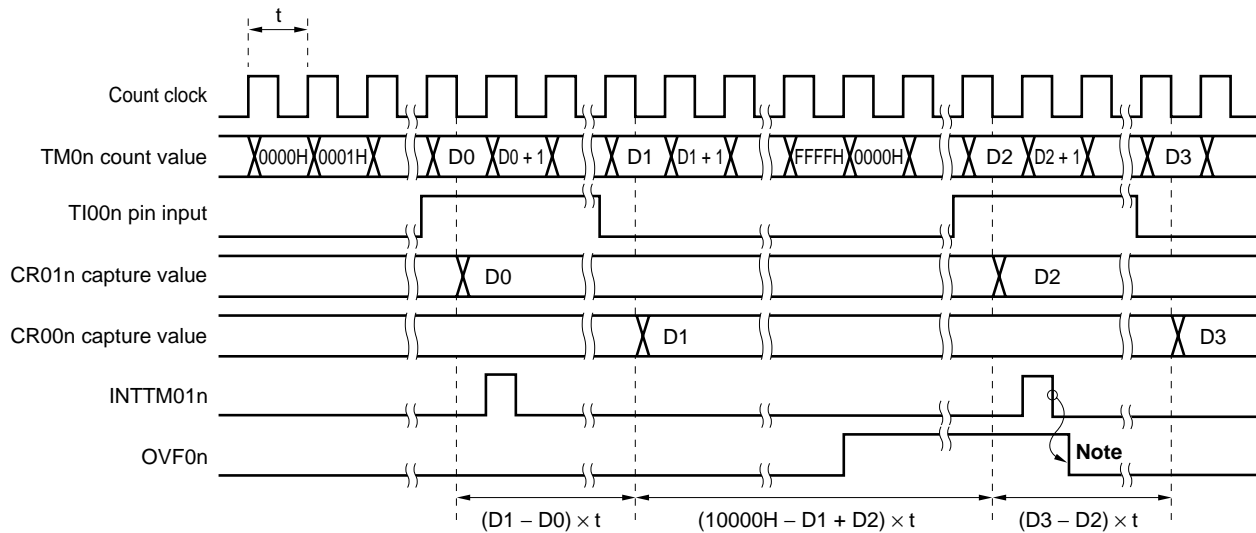 t
Count clock
TM0n count value 0000H 0001H D0 D0 + 1 D1 D1 + 1 FFFFH 0000H D2 D2 + 1 D3
TI00n pin input
CR01n capture value D0 D2
CR00n capture value D1 D3
INTTM01n
OVF0n Note
(D1 − D0) × t (10000H − D1 + D2) × t (D3 − D2) × t